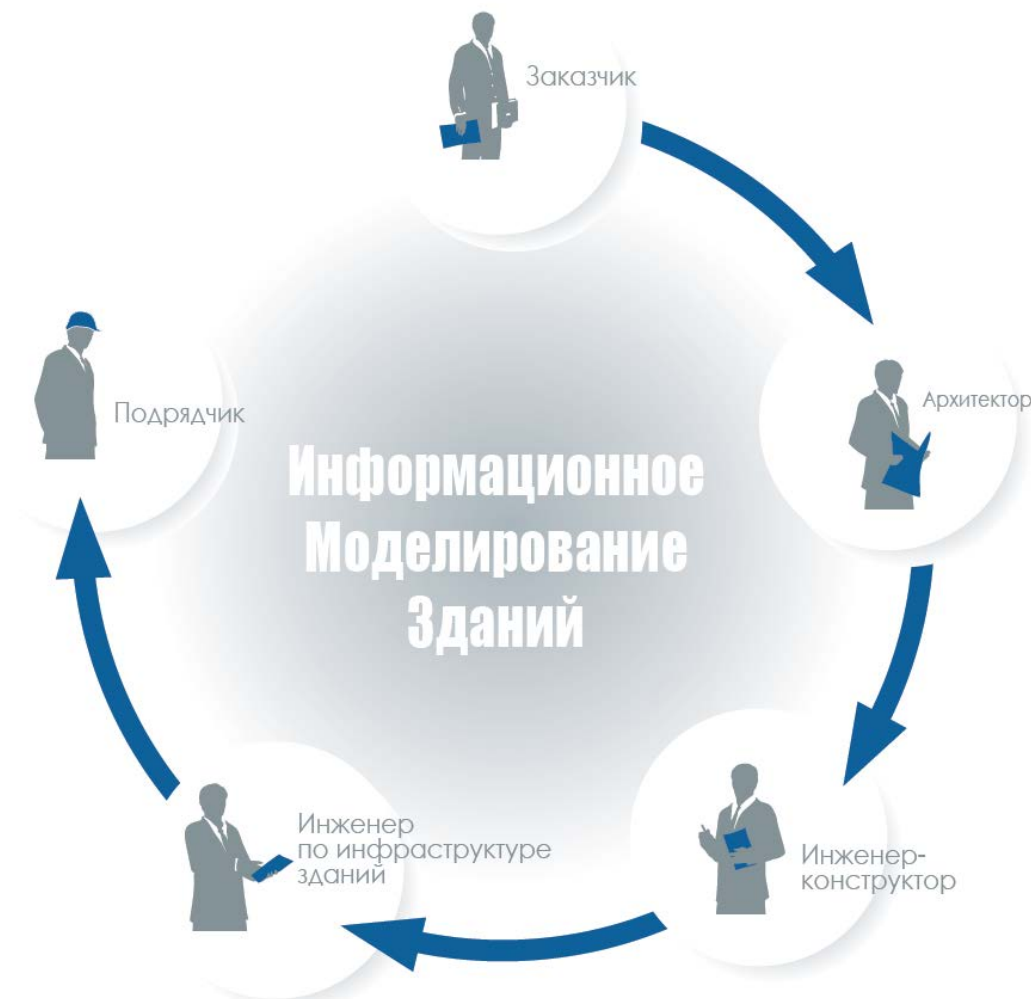 Заказчик
Архитектор
Подрядчик
Информационное
Моделирование
Зданий
Инженер
по инфраструктуре
зданий
Инженер-
конструктор